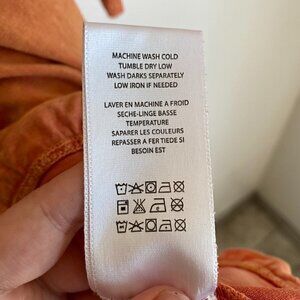 MACHINE WASH COLD
TUMBLE DRY LOW
WASH DARKS SEPARATELY
LOW IRON IF NEEDED
LAVER EN MACHINE A FROID
SECHE-LINGE BASSE
TEMPERATURE
SAPARER LES COULEURS
REPASSER A FER TIEDE SI
BESOIN EST